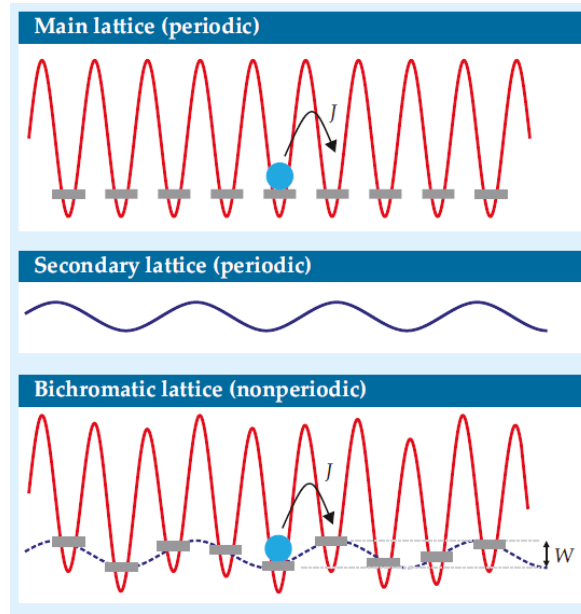 Main lattice (periodic)
J
Secondary lattice (periodic)
Bichromatic lattice (nonperiodic)
J
W